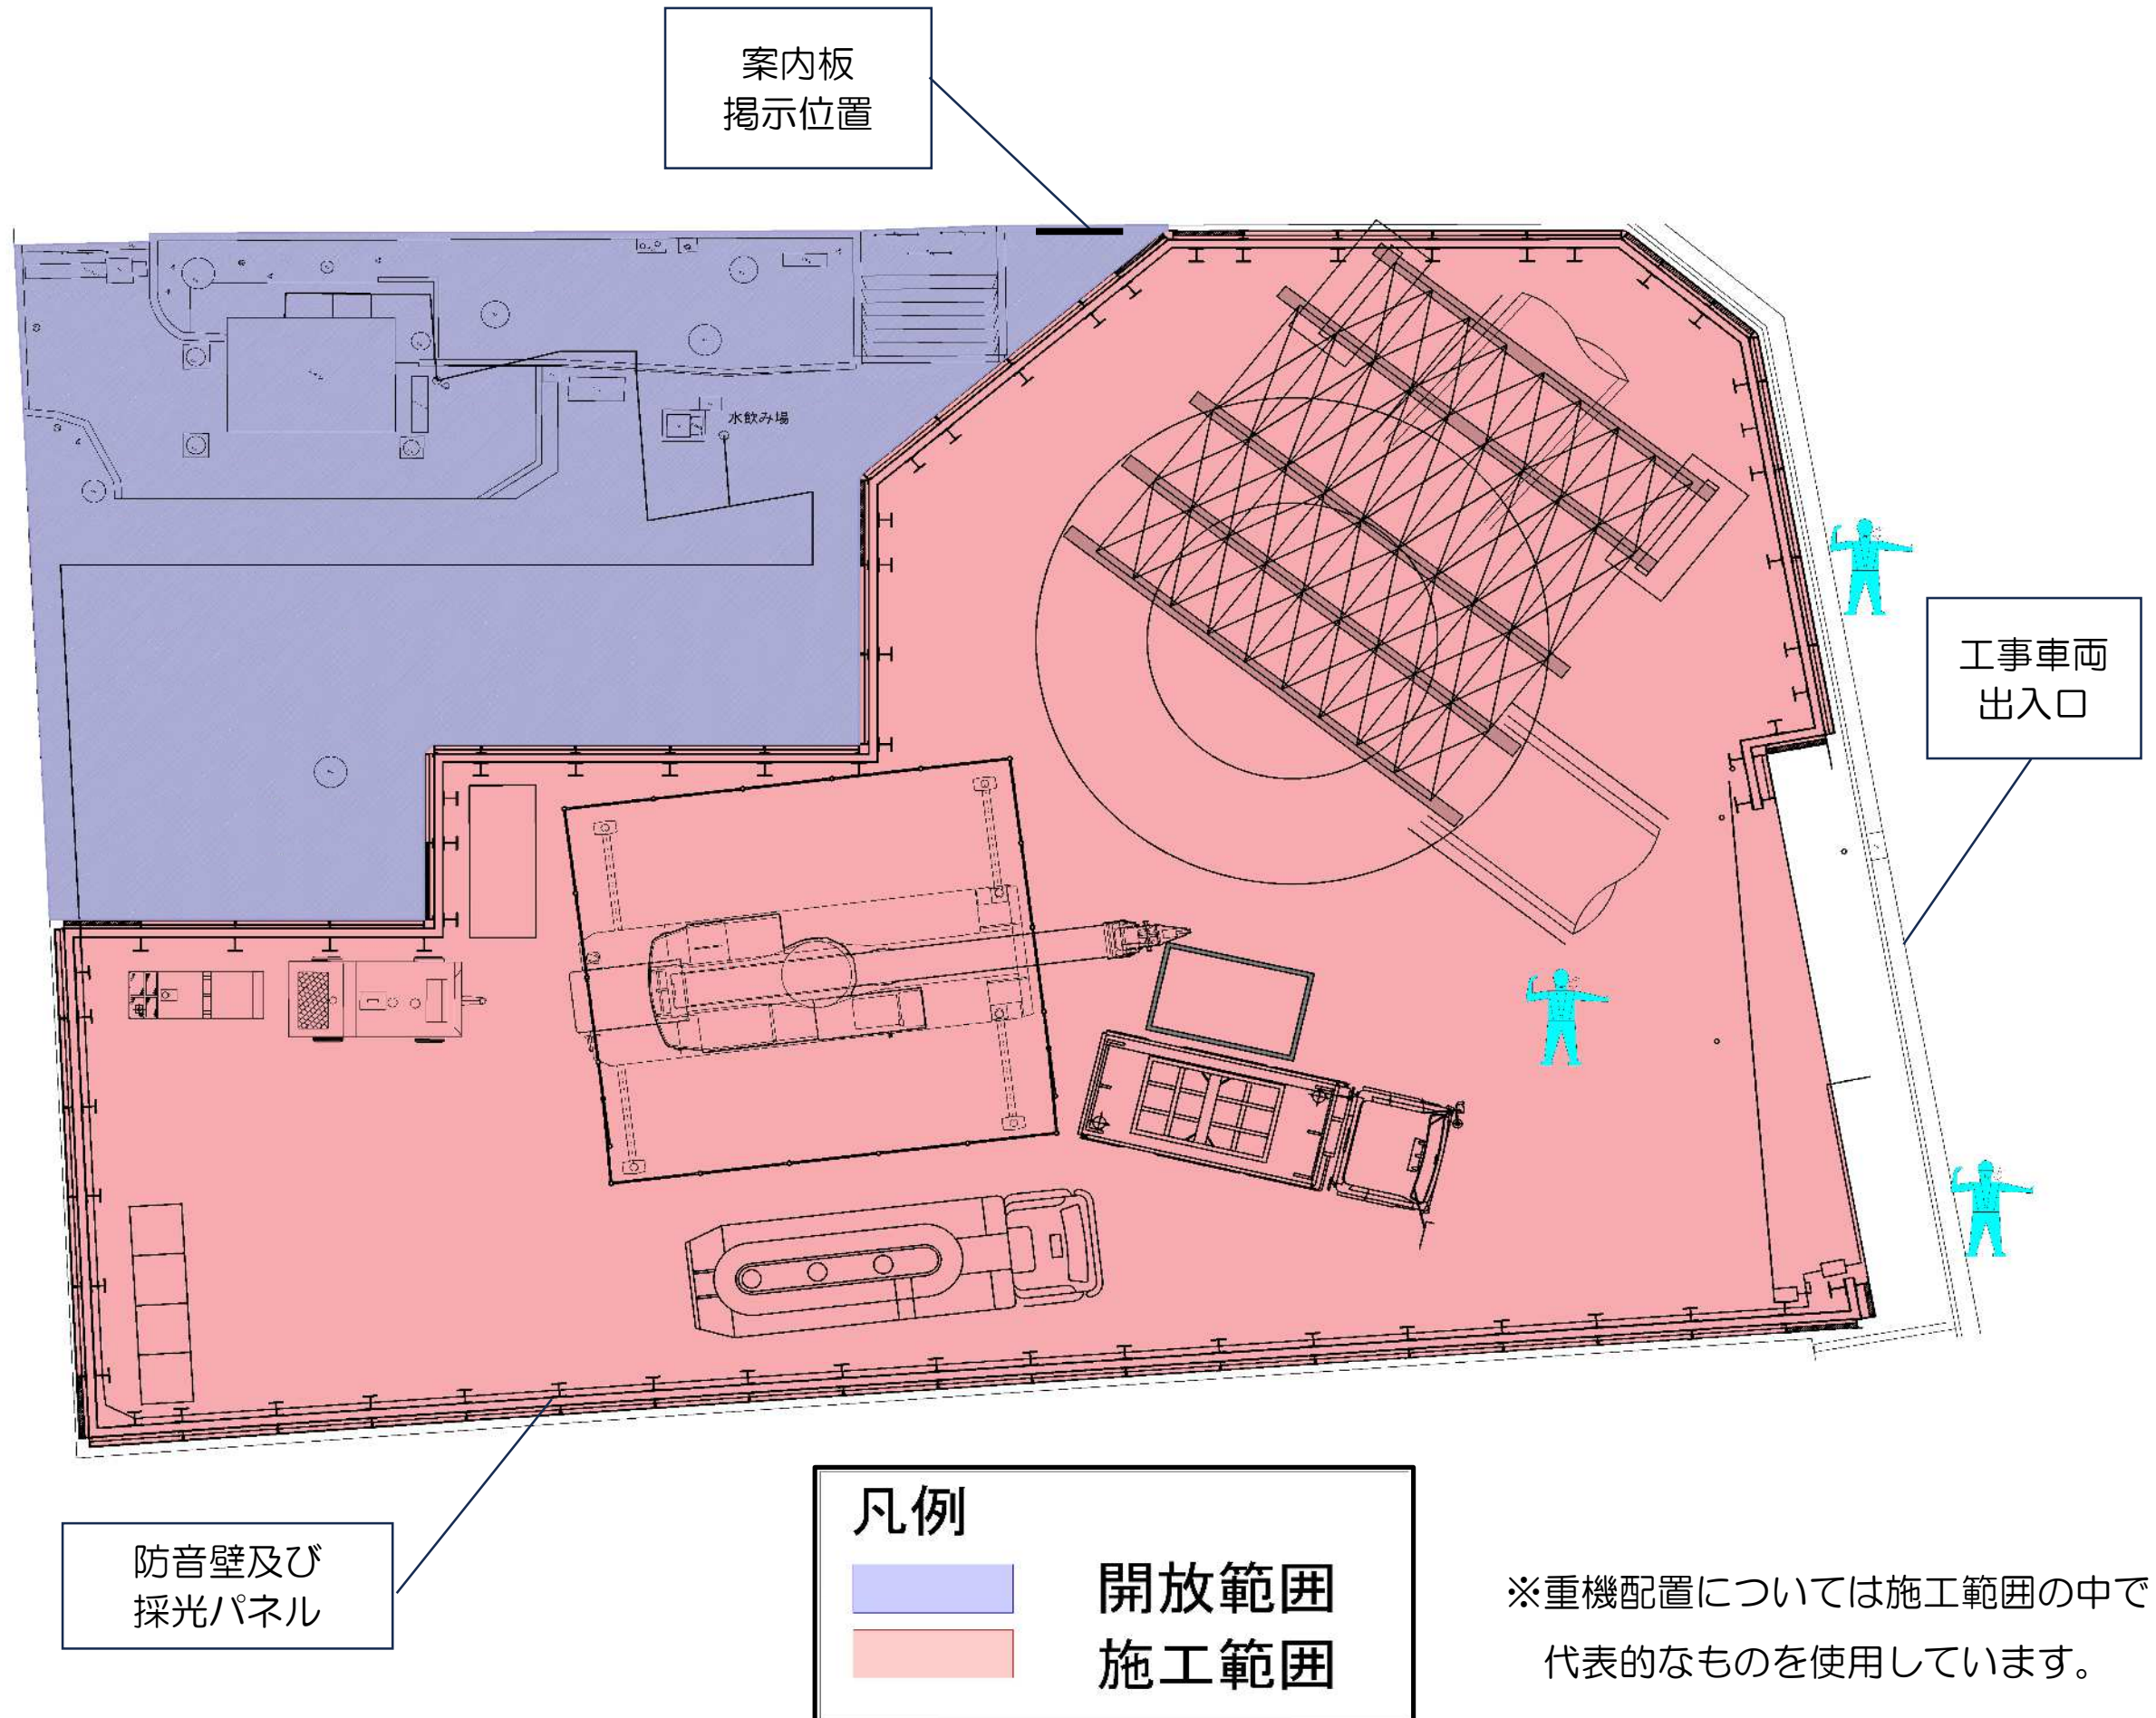 案内板
掲示位置
水飲み場
工事車両
出入口
防音壁及び
採光パネル
凡例
開放範囲
施工範囲
※重機配置については施工範囲の中で
代表的なものを使用しています。